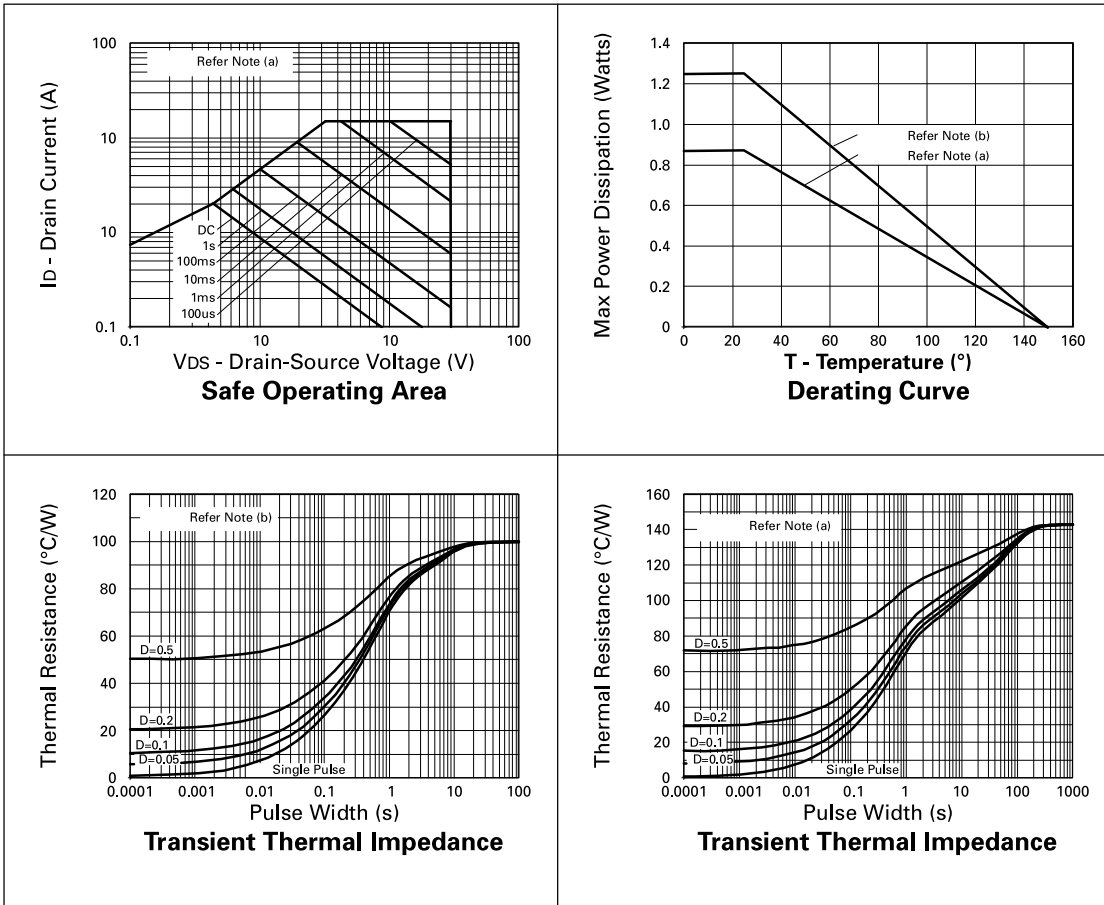 100
Refer Note (a)
10
10
0.1
ID - Drain Current (A)
DC
1s
100ms
10ms
1ms
100us
0.1 10 10 100
VDS - Drain-Source Voltage (V)
Safe Operating Area
1.4
1.2
1.0
0.8
0.6
0.4
0.2
0
Max Power Dissipation (Watts)
Refer Note (b)
Refer Note (a)
0 20 40 60 80 100 120 140 160
T - Temperature (°)
Derating Curve
120
100
80
60
40
20
0
Thermal Resistance (°C/W)
Refer Note (b)
D=0.5
D=0.2
D=0.1
D=0.05
Single Pulse
0.0001 0.001 0.01 0.1 1 10 100
Pulse Width (s)
Transient Thermal Impedance
160
140
120
100
80
60
40
20
0
Thermal Resistance (°C/W)
Refer Note (a)
D=0.5
D=0.2
D=0.1
D=0.05
Single Pulse
0.0001 0.001 0.01 0.1 1 10 100 1000
Pulse Width (s)
Transient Thermal Impedance